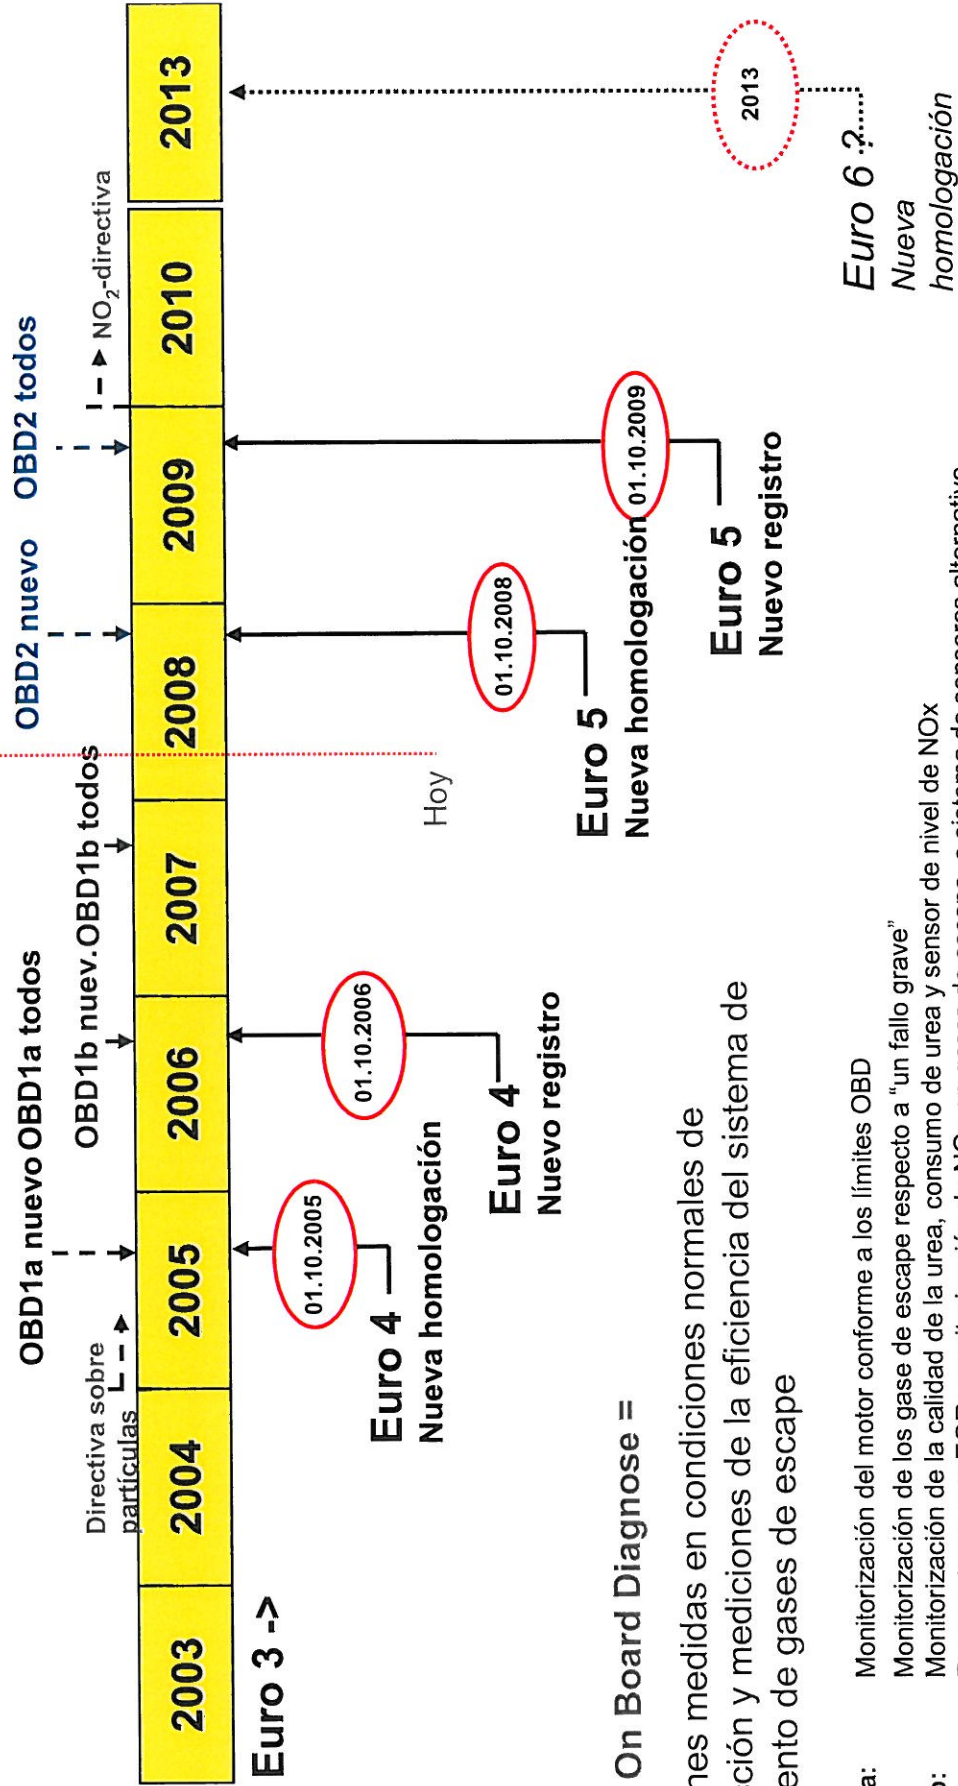 OBD2 nuevo OBD2 todos
OBD1a nuevo OBD1a todos
OBD1b nuev. OBD1b todos
NO₂-directiva
Directiva sobre
partículas
2003 2004 2005 2006 2007 2008 2009 2010 2013
Euro 3 ->
01.10.2005
Euro 4
Nueva homologación
01.10.2006
Euro 4
Nuevo registro
Hoy
01.10.2008
Euro 5
Nueva homologación
01.10.2009
Euro 5
Nuevo registro
2013
Euro 6 ?
Nueva
homologación
On Board Diagnose =
nes medidas en condiciones normales de
ción y mediciones de la eficiencia del sistema de
ento de gases de escape
a: Monitorización del motor conforme a los límites OBD
Monitorización de los gase de escape respecto a “un fallo grave”
o: Monitorización de la calidad de la urea, consumo de urea y sensor de nivel de NOx